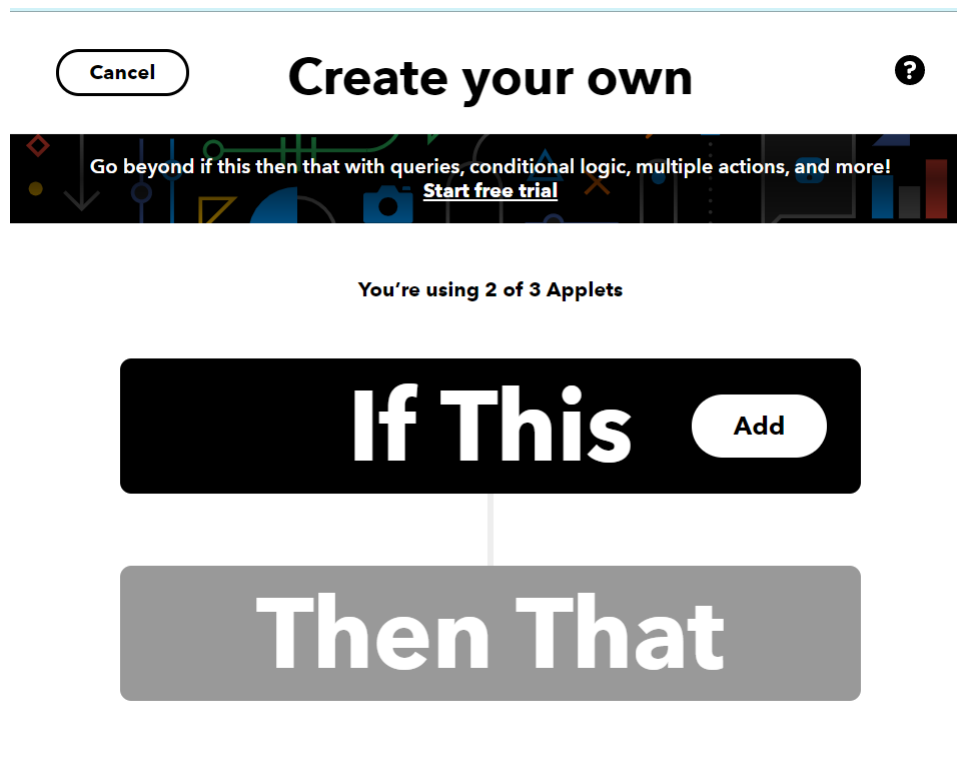 Cancel
Create your own
?
Go beyond if this then that with queries, conditional logic, multiple actions, and more!
Start free trial
You’re using 2 of 3 Applets
If This
Add
Then That